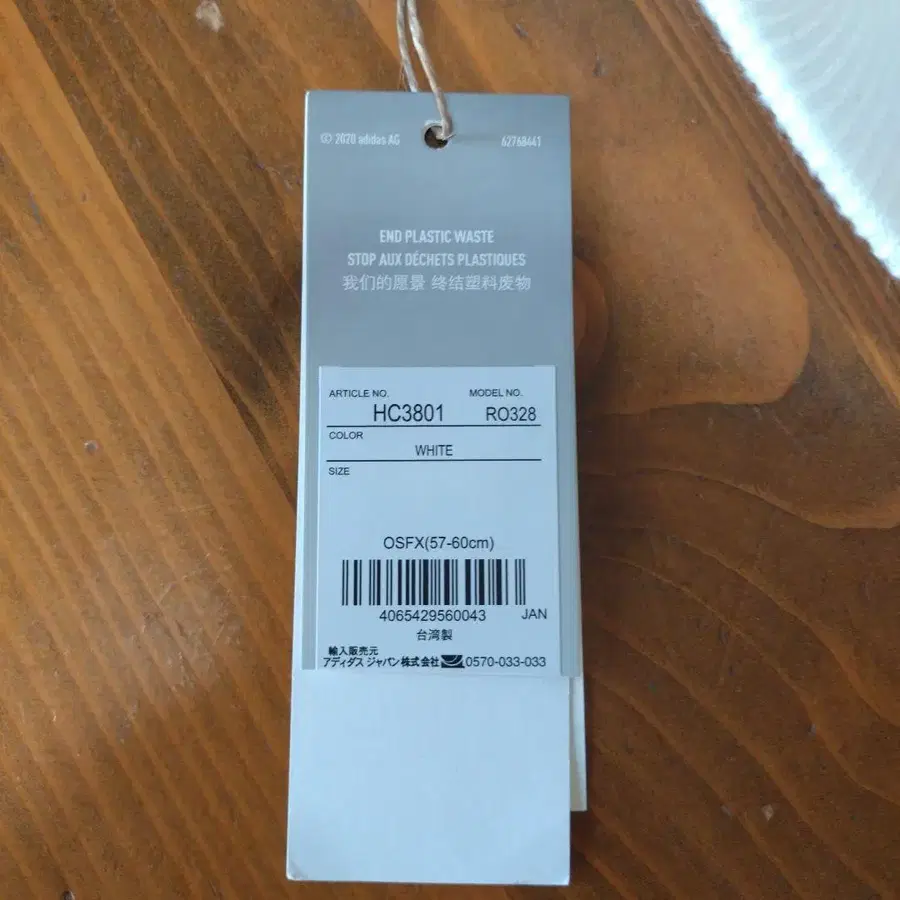 © 2020 adidas AG 62768441
END PLASTIC WASTE
STOP AUX DÉCHETS PLASTIQUES
我们的愿景 终结塑料废物
ARTICLE NO. MODEL NO.
HC3801 RO328
COLOR
WHITE
SIZE
OSFX(57-60cm)
4065429560043 JAN
台湾製
輸入販売元
アディダス ジャパン株式会社 0570-033-033